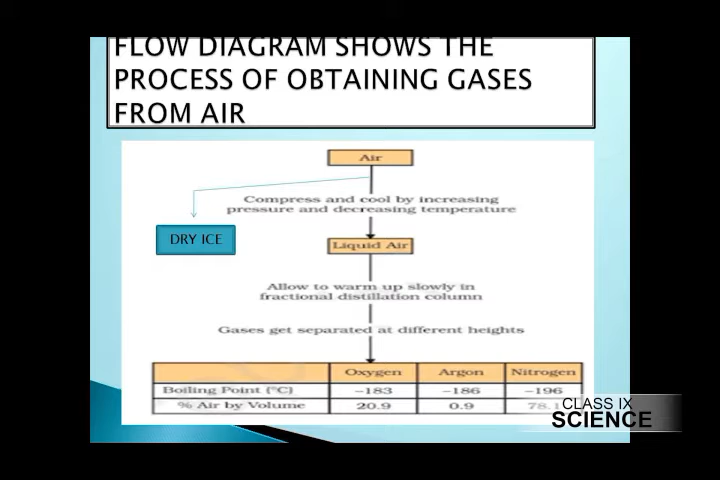 FLOW DIAGRAM SHOWS THE
PROCESS OF OBTAINING GASES
FROM AIR
Air
Compress and cool by increasing
pressure and decreasing temperature
DRY ICE
Liquid Air
Allow to warm up slowly in
fractional distillation column
Gases get separated at different heights
Oxygen Argon Nitrogen
Boiling Point (°C) −183 −186 −196
% Air by Volume 20.9 0.9 78.1
CLASS IX
SCIENCE